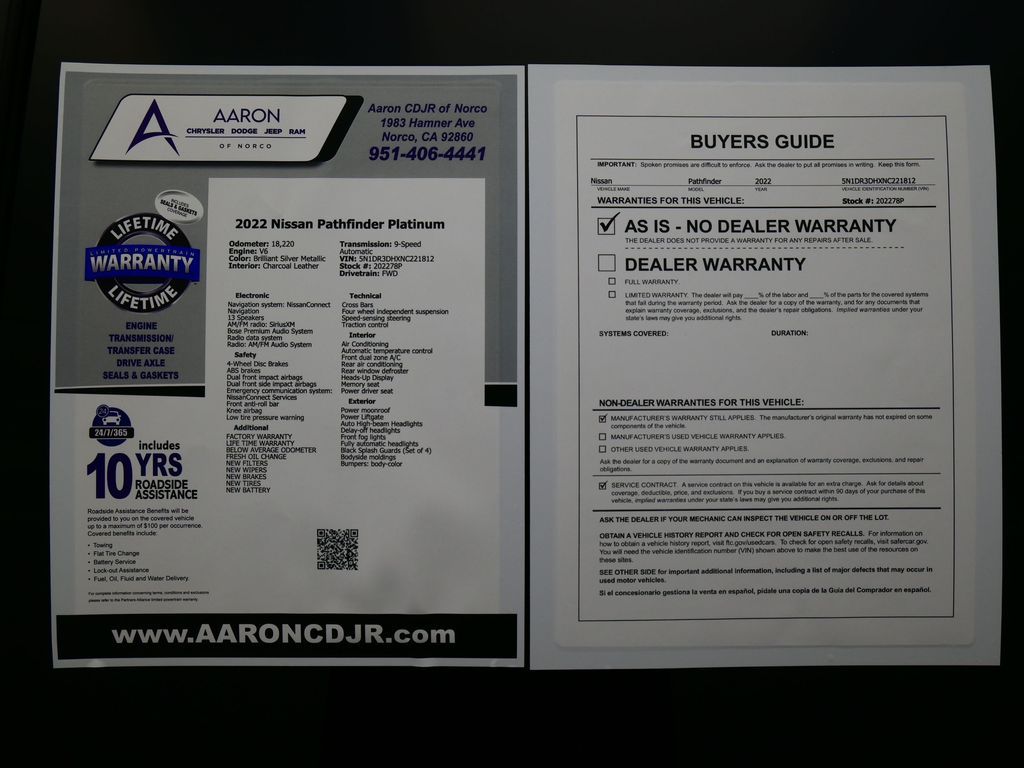 AARON
CHRYSLER DODGE JEEP RAM
OF NORCO
Aaron CDJR of Norco
1983 Hamner Ave
Norco, CA 92860
951-406-4441
INCLUDES
SEALS & GASKETS
COVERAGE
LIFETIME
LIMITED POWERTRAIN
WARRANTY
LIFETIME
ENGINE
TRANSMISSION/
TRANSFER CASE
DRIVE AXLE
SEALS & GASKETS
24
24/7/365
includes
10 YRS
ROADSIDE
ASSISTANCE
Roadside Assistance Benefits will be
provided to you on the covered vehicle
up to a maximum of $100 per occurrence.
Covered benefits include:
• Towing
• Flat Tire Change
• Battery Service
• Lock-out Assistance
• Fuel, Oil, Fluid and Water Delivery.
For complete information concerning terms, conditions and exclusions
please refer to the Partners Alliance limited powertrain warranty.
2022 Nissan Pathfinder Platinum
Odometer: 18,220
Engine: V6
Color: Brilliant Silver Metallic
Interior: Charcoal Leather
Transmission: 9-Speed
Automatic
VIN: 5N1DR3DHXNC221812
Stock #: 202278P
Drivetrain: FWD
Electronic
Navigation system: NissanConnect
Navigation
13 Speakers
AM/FM radio: SiriusXM
Bose Premium Audio System
Radio data system
Radio: AM/FM Audio System
Safety
4-Wheel Disc Brakes
ABS brakes
Dual front impact airbags
Dual front side impact airbags
Emergency communication system:
NissanConnect Services
Front anti-roll bar
Knee airbag
Low tire pressure warning
Additional
FACTORY WARRANTY
LIFE TIME WARRANTY
BELOW AVERAGE ODOMETER
FRESH OIL CHANGE
NEW FILTERS
NEW WIPERS
NEW BRAKES
NEW TIRES
NEW BATTERY
Technical
Cross Bars
Four wheel independent suspension
Speed-sensing steering
Traction control
Interior
Air Conditioning
Automatic temperature control
Front dual zone A/C
Rear air conditioning
Rear window defroster
Heads-Up Display
Memory seat
Power driver seat
Exterior
Power moonroof
Power Liftgate
Auto High-beam Headlights
Delay-off headlights
Front fog lights
Fully automatic headlights
Black Splash Guards (Set of 4)
Bodyside moldings
Bumpers: body-color
www.AARONCDJR.com
BUYERS GUIDE
IMPORTANT: Spoken promises are difficult to enforce. Ask the dealer to put all promises in writing. Keep this form.
Nissan Pathfinder 2022 5N1DR3DHXNC221812
VEHICLE MAKE MODEL YEAR VEHICLE IDENTIFICATION NUMBER (VIN)
WARRANTIES FOR THIS VEHICLE: Stock #: 202278P
AS IS - NO DEALER WARRANTY
THE DEALER DOES NOT PROVIDE A WARRANTY FOR ANY REPAIRS AFTER SALE.
DEALER WARRANTY
FULL WARRANTY.
LIMITED WARRANTY. The dealer will pay ____% of the labor and ____% of the parts for the covered systems
that fail during the warranty period. Ask the dealer for a copy of the warranty, and for any documents that
explain warranty coverage, exclusions, and the dealer's repair obligations. Implied warranties under your
state's laws may give you additional rights.
SYSTEMS COVERED: DURATION:
NON-DEALER WARRANTIES FOR THIS VEHICLE:
MANUFACTURER'S WARRANTY STILL APPLIES. The manufacturer's original warranty has not expired on some
components of the vehicle.
MANUFACTURER'S USED VEHICLE WARRANTY APPLIES.
OTHER USED VEHICLE WARRANTY APPLIES.
Ask the dealer for a copy of the warranty document and an explanation of warranty coverage, exclusions, and repair
obligations.
SERVICE CONTRACT. A service contract on this vehicle is available for an extra charge. Ask for details about
coverage, deductible, price, and exclusions. If you buy a service contract within 90 days of your purchase of this
vehicle, implied warranties under your state's laws may give you additional rights.
ASK THE DEALER IF YOUR MECHANIC CAN INSPECT THE VEHICLE ON OR OFF THE LOT.
OBTAIN A VEHICLE HISTORY REPORT AND CHECK FOR OPEN SAFETY RECALLS. For information on
how to obtain a vehicle history report, visit ftc.gov/usedcars. To check for open safety recalls, visit safercar.gov.
You will need the vehicle identification number (VIN) shown above to make the best use of the resources on
these sites.
SEE OTHER SIDE for important additional information, including a list of major defects that may occur in
used motor vehicles.
Si el concesionario gestiona la venta en español, pídale una copia de la Guía del Comprador en español.